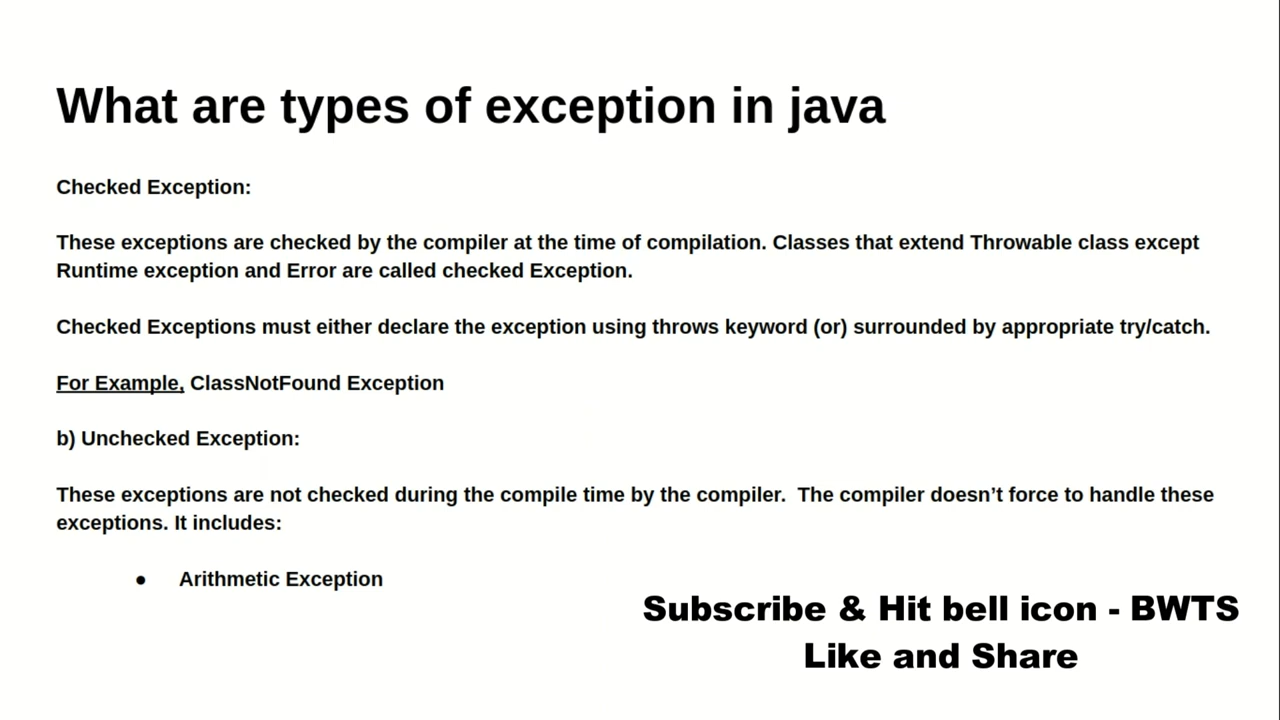 What are types of exception in java
Checked Exception:
These exceptions are checked by the compiler at the time of compilation. Classes that extend Throwable class except
Runtime exception and Error are called checked Exception.
Checked Exceptions must either declare the exception using throws keyword (or) surrounded by appropriate try/catch.
For Example, ClassNotFound Exception
b) Unchecked Exception:
These exceptions are not checked during the compile time by the compiler.  The compiler doesn’t force to handle these
exceptions. It includes:
● Arithmetic Exception
Subscribe & Hit bell icon - BWTS
Like and Share